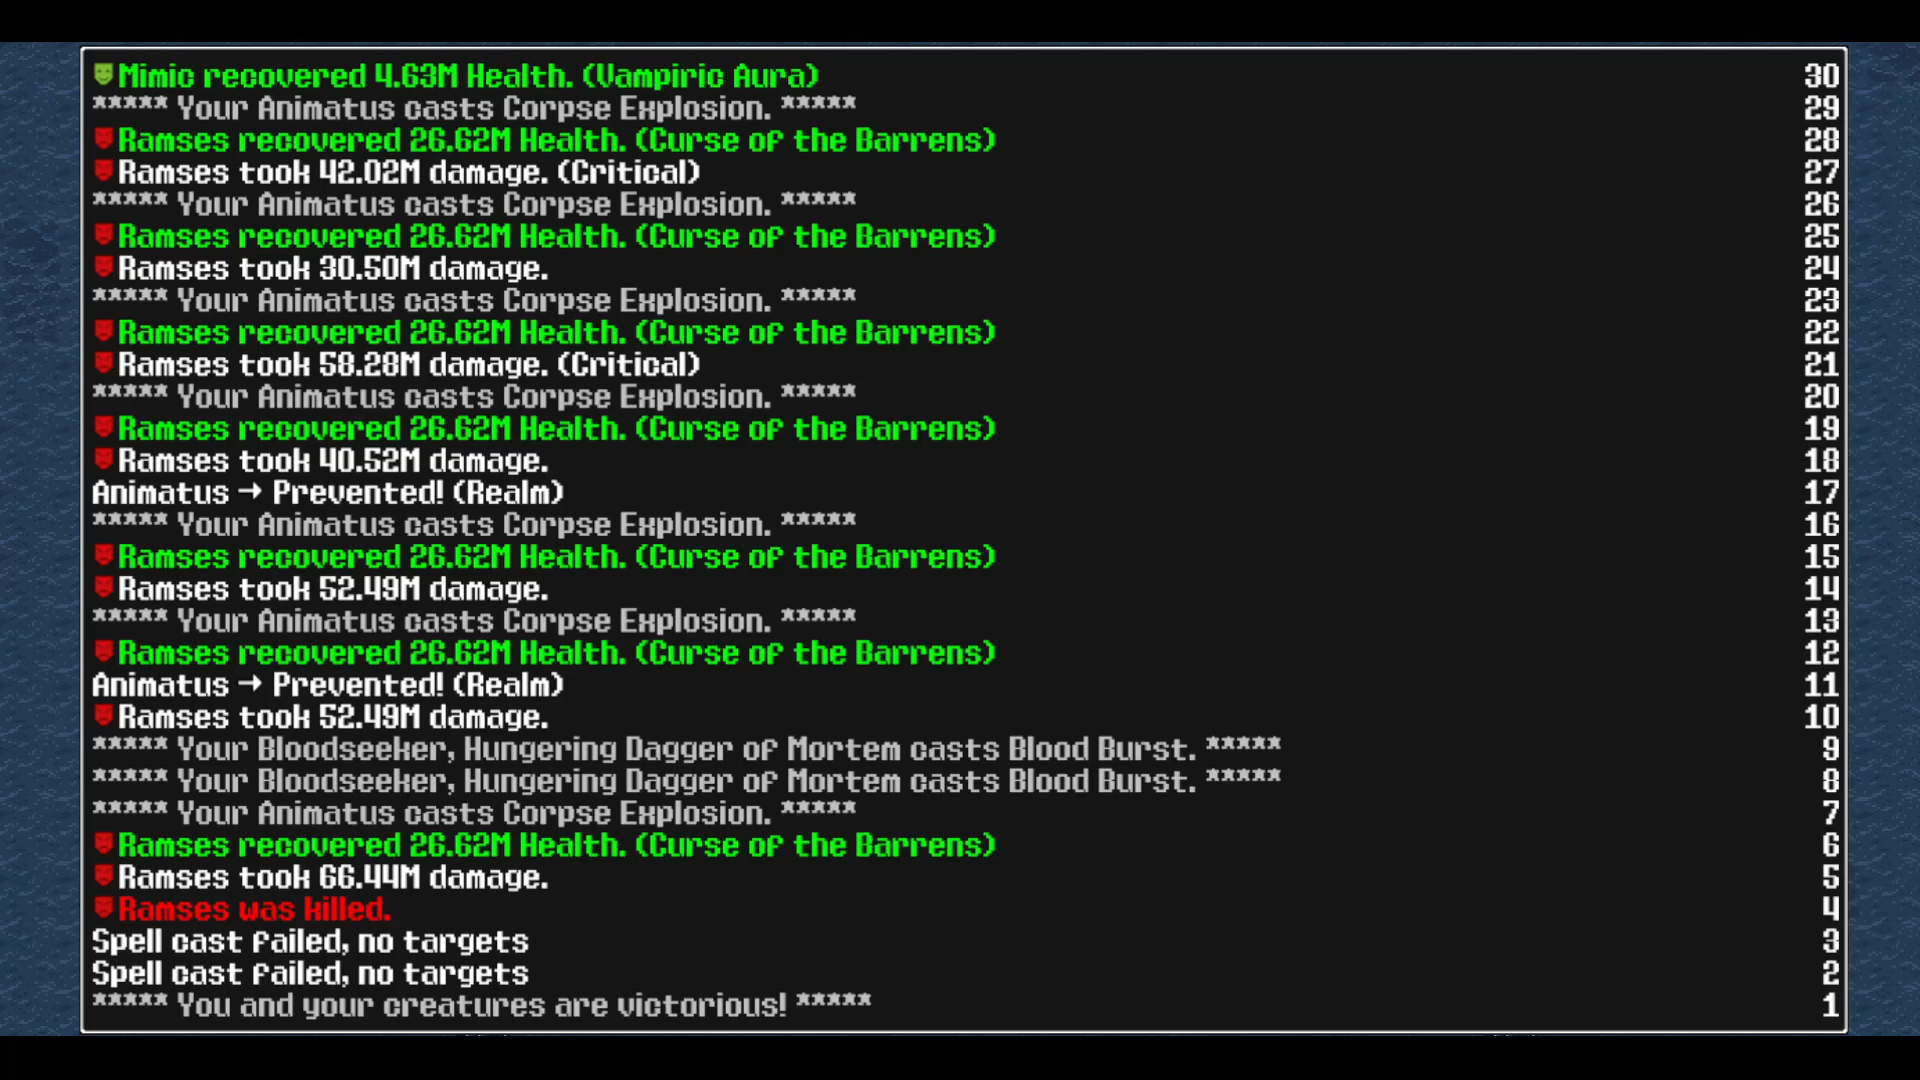 Mimic recovered 4.63M Health. (Vampiric Aura) 30
***** Your Animatus casts Corpse Explosion. ***** 29
Ramses recovered 26.62M Health. (Curse of the Barrens) 28
Ramses took 42.02M damage. (Critical) 27
***** Your Animatus casts Corpse Explosion. ***** 26
Ramses recovered 26.62M Health. (Curse of the Barrens) 25
Ramses took 30.50M damage. 24
***** Your Animatus casts Corpse Explosion. ***** 23
Ramses recovered 26.62M Health. (Curse of the Barrens) 22
Ramses took 58.28M damage. (Critical) 21
***** Your Animatus casts Corpse Explosion. ***** 20
Ramses recovered 26.62M Health. (Curse of the Barrens) 19
Ramses took 40.52M damage. 18
Animatus → Prevented! (Realm) 17
***** Your Animatus casts Corpse Explosion. ***** 16
Ramses recovered 26.62M Health. (Curse of the Barrens) 15
Ramses took 52.49M damage. 14
***** Your Animatus casts Corpse Explosion. ***** 13
Ramses recovered 26.62M Health. (Curse of the Barrens) 12
Animatus → Prevented! (Realm) 11
Ramses took 52.49M damage. 10
***** Your Bloodseeker, Hungering Dagger of Mortem casts Blood Burst. ***** 9
***** Your Bloodseeker, Hungering Dagger of Mortem casts Blood Burst. ***** 8
***** Your Animatus casts Corpse Explosion. ***** 7
Ramses recovered 26.62M Health. (Curse of the Barrens) 6
Ramses took 66.44M damage. 5
Ramses was killed. 4
Spell cast failed, no targets 3
Spell cast failed, no targets 2
***** You and your creatures are victorious! ***** 1